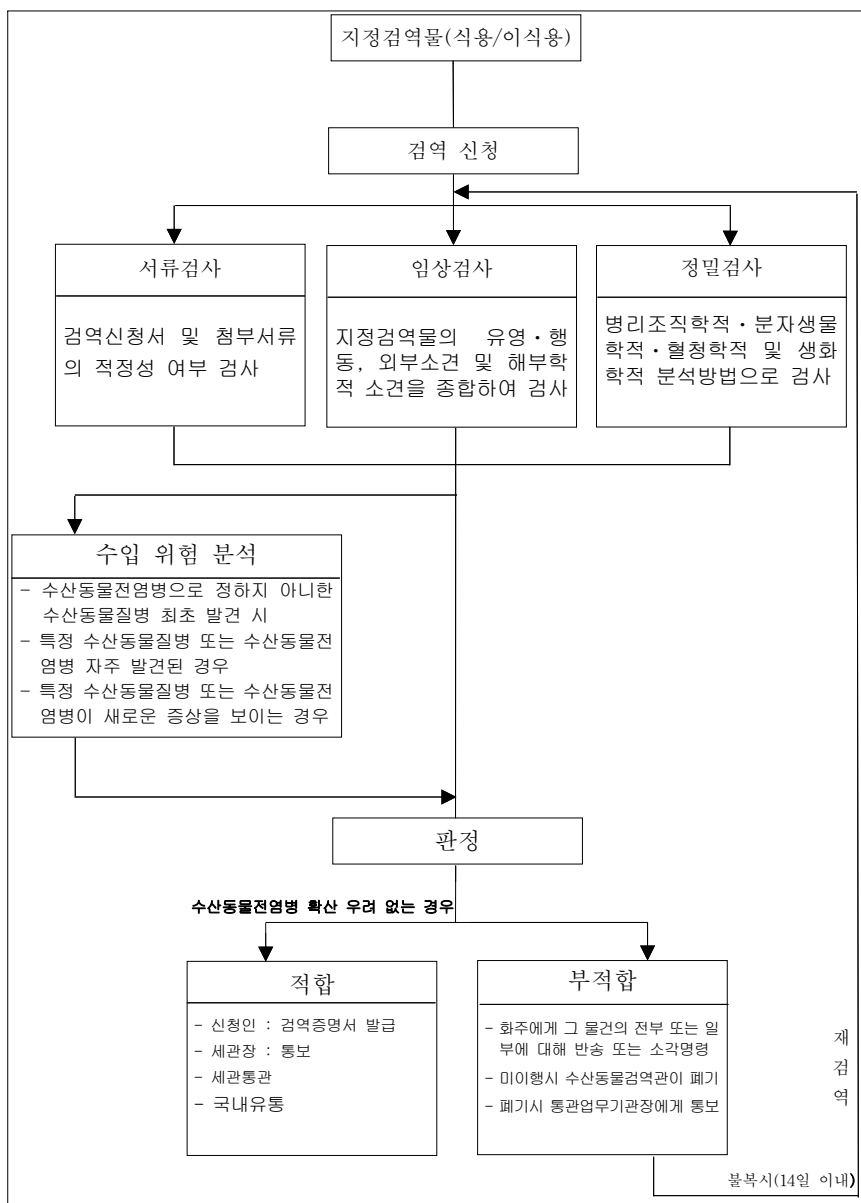 지정검역물(식용/이식용)
검역 신청
서류검사
검역신청서 및 첨부서류
의 적정성 여부 검사
임상검사
지정검역물의 유영·행
동, 외부소견 및 해부학
적 소견을 종합하여 검사
정밀검사
병리조직학적·분자생물
학적·혈청학적 및 생화
학적 분석방법으로 검사
수입 위험 분석
- 수산동물전염병으로 정하지 아니한
수산동물질병 최초 발견 시
- 특정 수산동물질병 또는 수산동물전
염병 자주 발견된 경우
- 특정 수산동물질병 또는 수산동물전
염병이 새로운 증상을 보이는 경우
판정
수산동물전염병 확산 우려 없는 경우
적합
- 신청인 : 검역증명서 발급
- 세관장 : 통보
- 세관통관
- 국내유통
부적합
- 화주에게 그 물건의 전부 또는 일
부에 대해 반송 또는 소각명령
- 미이행시 수산동물검역관이 폐기
- 폐기시 통관업무기관장에게 통보
재
검
역
불복시(14일 이내)